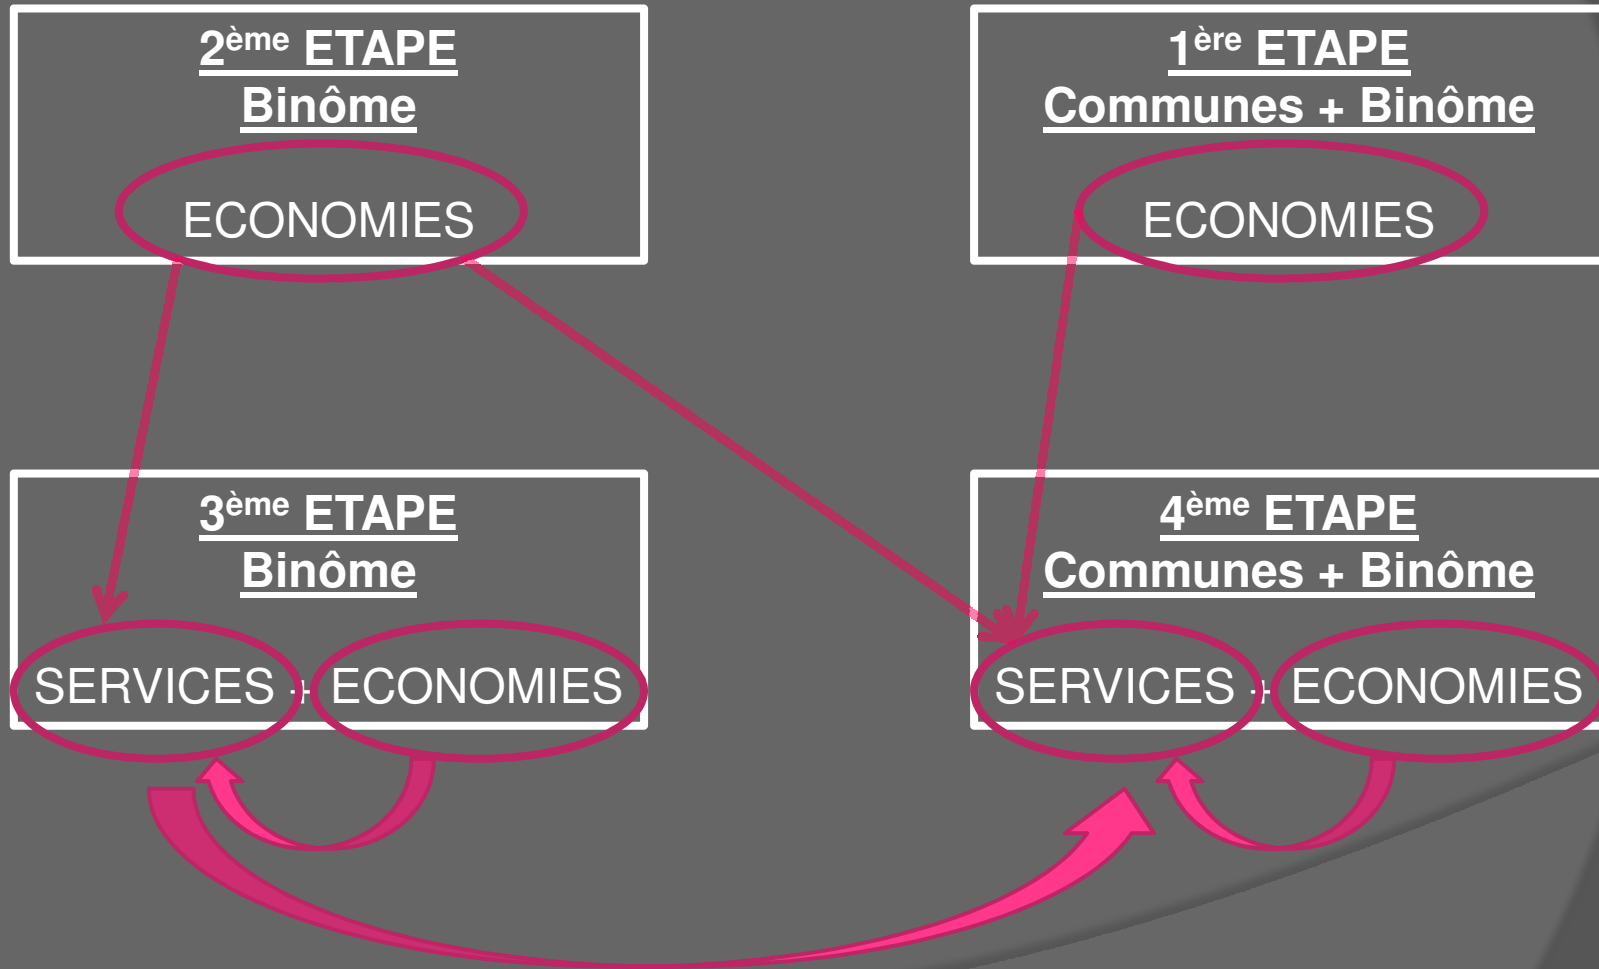 2ème ETAPE
Binôme
ECONOMIES
1ère ETAPE
Communes + Binôme
ECONOMIES
3ème ETAPE
Binôme
SERVICES + ECONOMIES
4ème ETAPE
Communes + Binôme
SERVICES + ECONOMIES